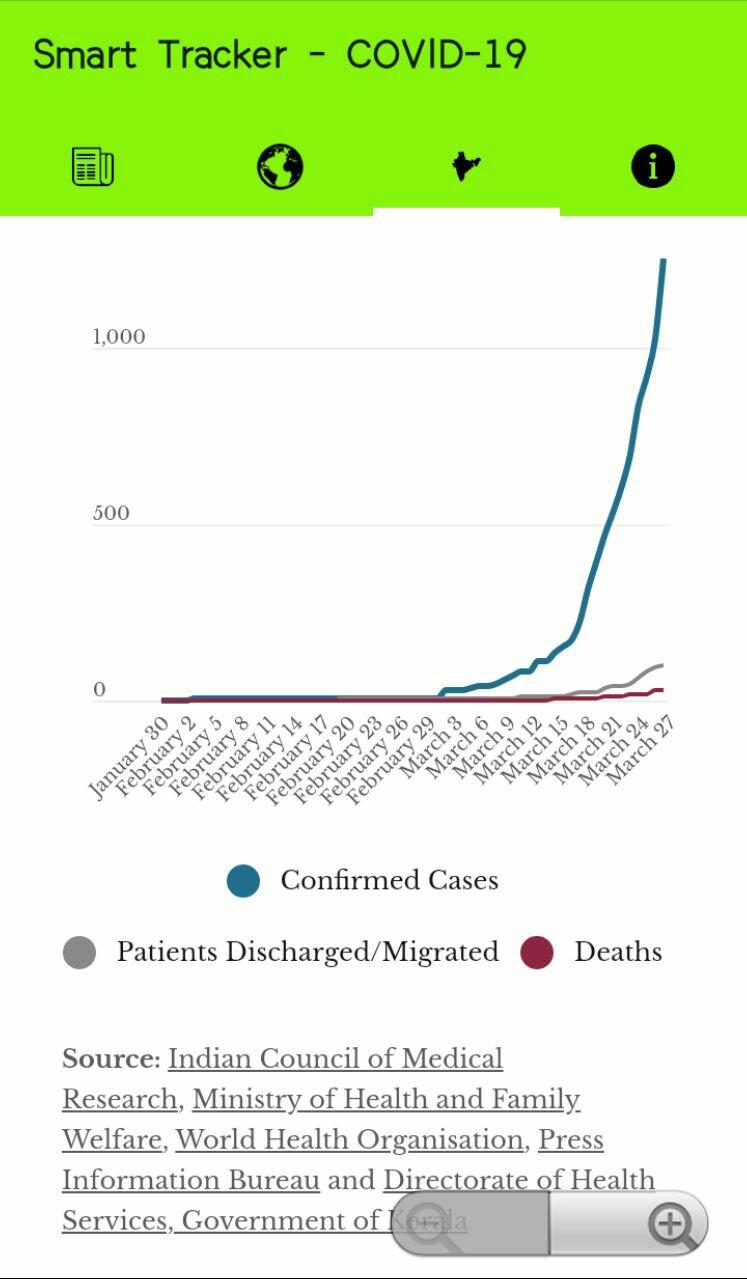 Smart Tracker - COVID-19
1,000
500
0
January 30
February 2
February 5
February 8
February 11
February 14
February 17
February 20
February 23
February 26
February 29
March 3
March 6
March 9
March 12
March 15
March 18
March 21
March 24
March 27
Confirmed Cases
Patients Discharged/Migrated
Deaths
Source: Indian Council of Medical
Research, Ministry of Health and Family
Welfare, World Health Organisation, Press
Information Bureau and Directorate of Health
Services, Government of Kerala